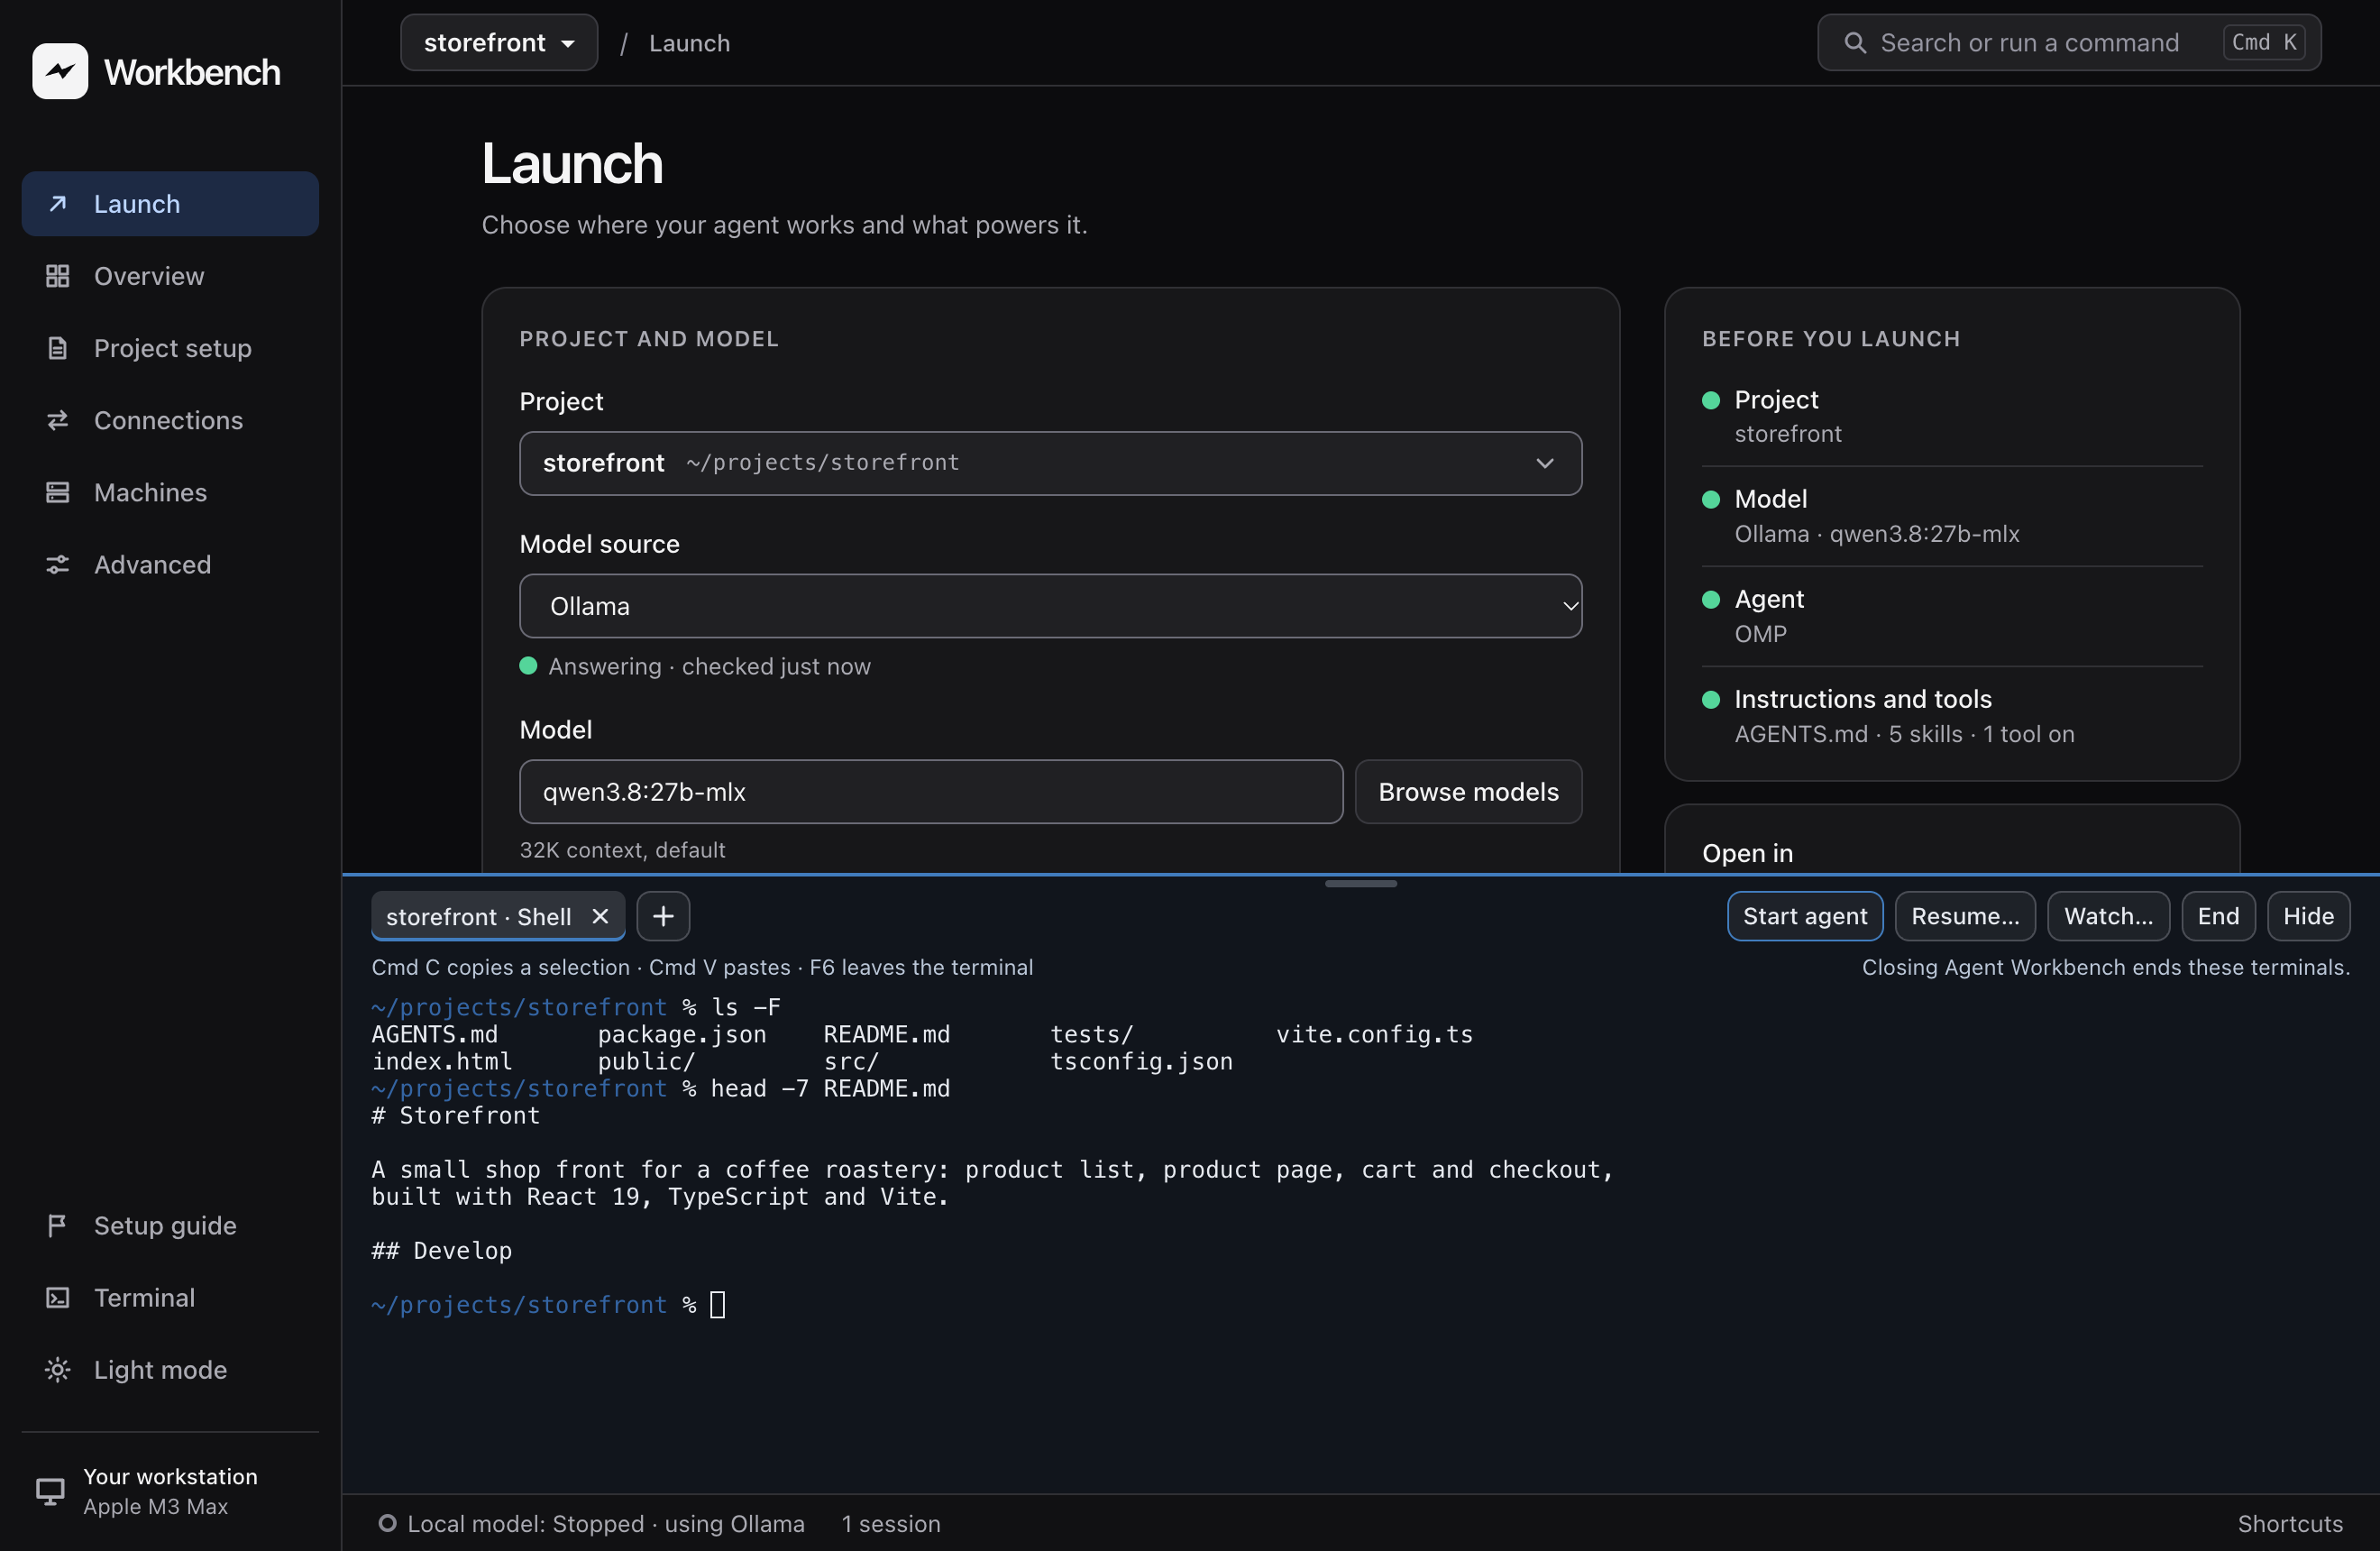 Workbench
Launch
Overview
Project setup
Connections
Machines
Advanced
Setup guide
Terminal
Light mode
Your workstation
Apple M3 Max
storefront / Launch
Search or run a command Cmd K
Launch
Choose where your agent works and what powers it.
PROJECT AND MODEL
Project
storefront ~/projects/storefront
Model source
Ollama
Answering · checked just now
Model
qwen3.8:27b-mlx Browse models
32K context, default
BEFORE YOU LAUNCH
Project
storefront
Model
Ollama · qwen3.8:27b-mlx
Agent
OMP
Instructions and tools
AGENTS.md · 5 skills · 1 tool on
Open in
storefront · Shell Start agent Resume... Watch... End Hide
Cmd C copies a selection · Cmd V pastes · F6 leaves the terminal Closing Agent Workbench ends these terminals.
~/projects/storefront % ls -F
AGENTS.md package.json README.md tests/ vite.config.ts
index.html public/ src/ tsconfig.json
~/projects/storefront % head -7 README.md
# Storefront
A small shop front for a coffee roastery: product list, product page, cart and checkout,
built with React 19, TypeScript and Vite.
## Develop
~/projects/storefront %
Local model: Stopped · using Ollama 1 session Shortcuts